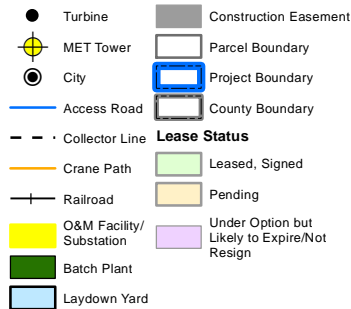 Turbine
MET Tower
City
Access Road
Collector Line
Crane Path
Railroad
O&M Facility/
Substation
Batch Plant
Laydown Yard
Construction Easement
Parcel Boundary
Project Boundary
County Boundary
Lease Status
Leased, Signed
Pending
Under Option but
Likely to Expire/Not
Resign